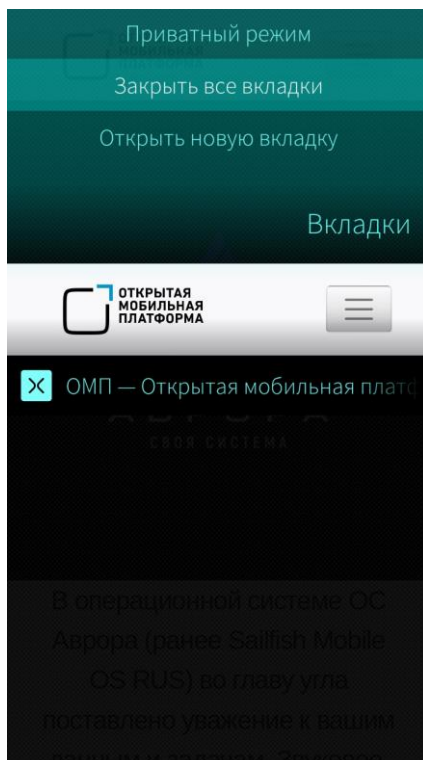 Приватный режим
Закрыть все вкладки
Открыть новую вкладку
Вкладки
ОТКРЫТАЯ
МОБИЛЬНАЯ
ПЛАТФОРМА
ОМП — Открытая мобильная платф
АВРОРА
СВОЯ СИСТЕМА
В операционной системе ОС
Аврора (ранее Sailfish Mobile
OS RUS) во главу угла
поставлено уважение к вашим